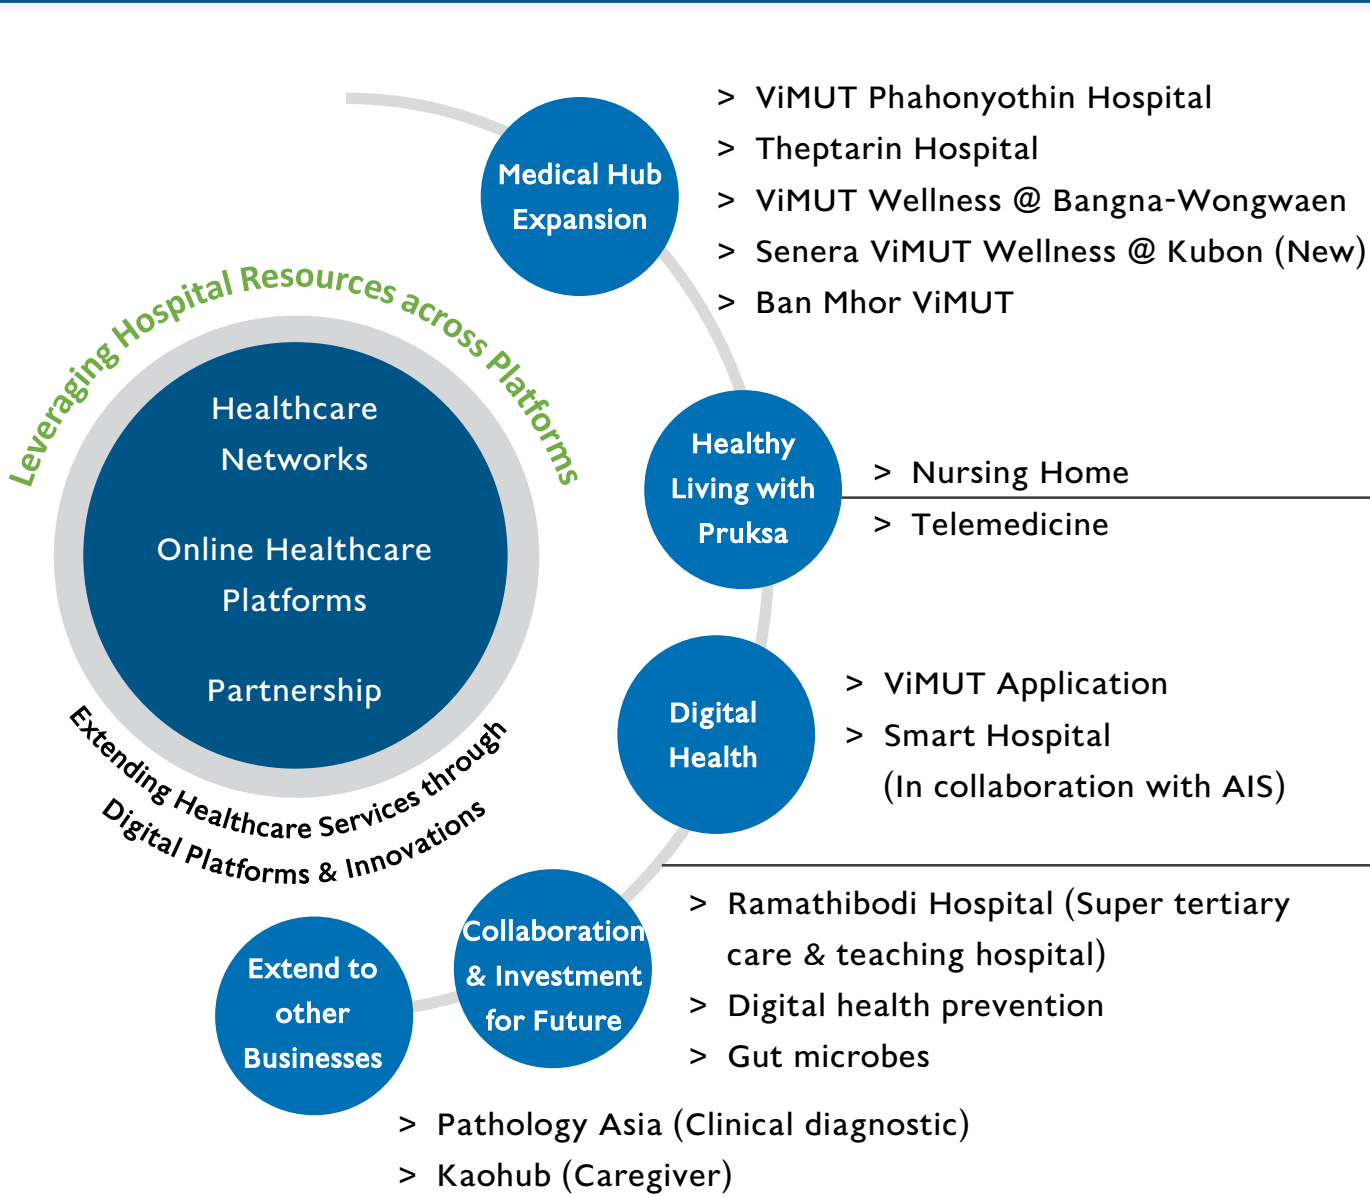 Medical Hub
Expansion
> ViMUT Phahonyothin Hospital
> Theptarin Hospital
> ViMUT Wellness @ Bangna-Wongwaen
> Senera ViMUT Wellness @ Kubon (New)
> Ban Mhor ViMUT
Leveraging Hospital Resources across Platforms
Healthcare
Networks
Online Healthcare
Platforms
Partnership
Extending Healthcare Services through
Digital Platforms & Innovations
Healthy
Living with
Pruksa
> Nursing Home
> Telemedicine
Digital
Health
> ViMUT Application
> Smart Hospital
(In collaboration with AIS)
Collaboration
& Investment
for Future
> Ramathibodi Hospital (Super tertiary
care & teaching hospital)
> Digital health prevention
> Gut microbes
Extend to
other
Businesses
> Pathology Asia (Clinical diagnostic)
> Kaohub (Caregiver)